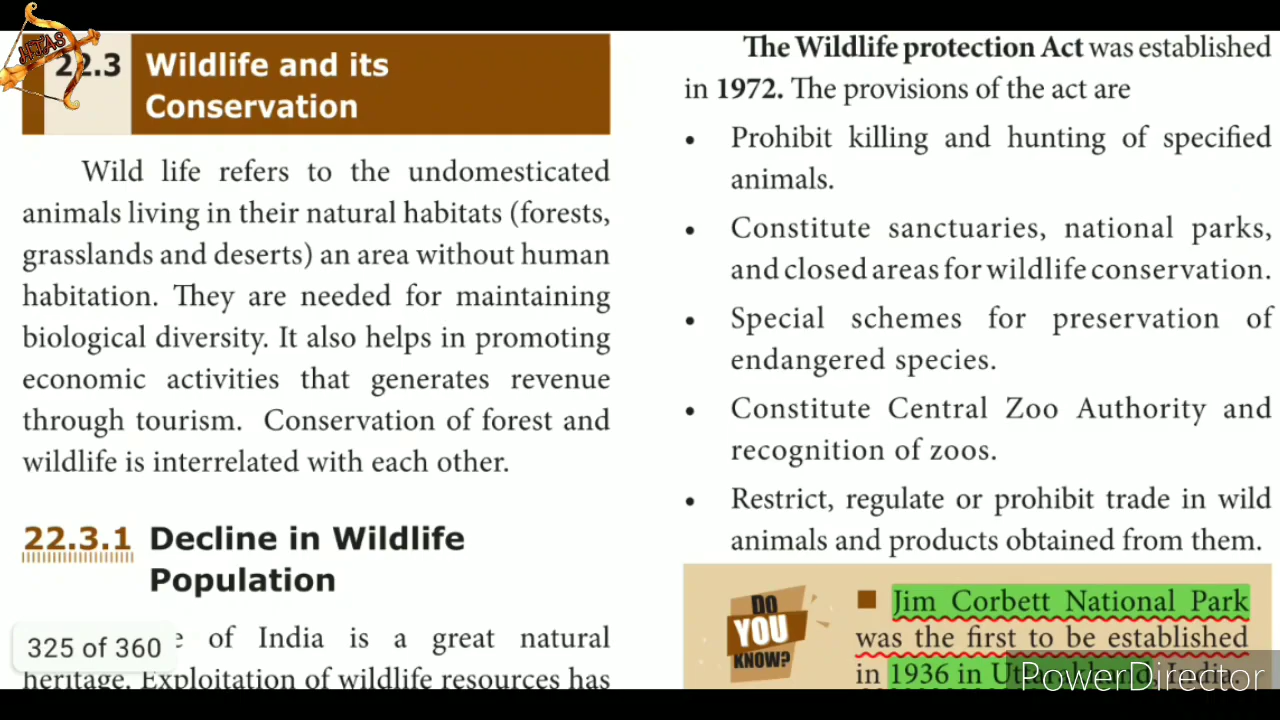 HTAS
22.3 Wildlife and its
Conservation
Wild life refers to the undomesticated
animals living in their natural habitats (forests,
grasslands and deserts) an area without human
habitation. They are needed for maintaining
biological diversity. It also helps in promoting
economic activities that generates revenue
through tourism. Conservation of forest and
wildlife is interrelated with each other.
22.3.1 Decline in Wildlife
Population
of India is a great natural
heritage. Exploitation of wildlife resources has
325 of 360
The Wildlife protection Act was established
in 1972. The provisions of the act are
• Prohibit killing and hunting of specified
animals.
• Constitute sanctuaries, national parks,
and closed areas for wildlife conservation.
• Special schemes for preservation of
endangered species.
• Constitute Central Zoo Authority and
recognition of zoos.
• Restrict, regulate or prohibit trade in wild
animals and products obtained from them.
DO
YOU
KNOW?
Jim Corbett National Park
was the first to be established
in 1936 in Uttarakhand, India.
PowerDirector